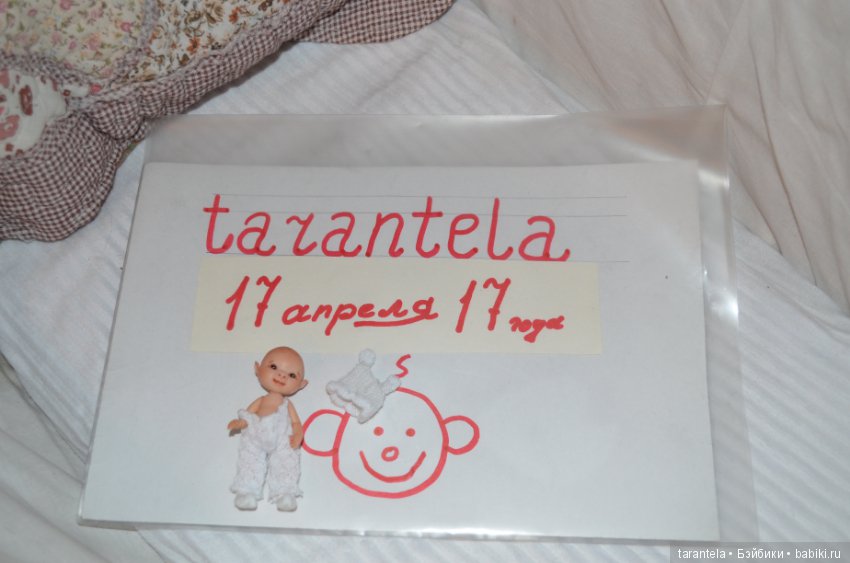 tarantela
17 апреля 17 года
tarantela • Бэйбики • babiki.ru